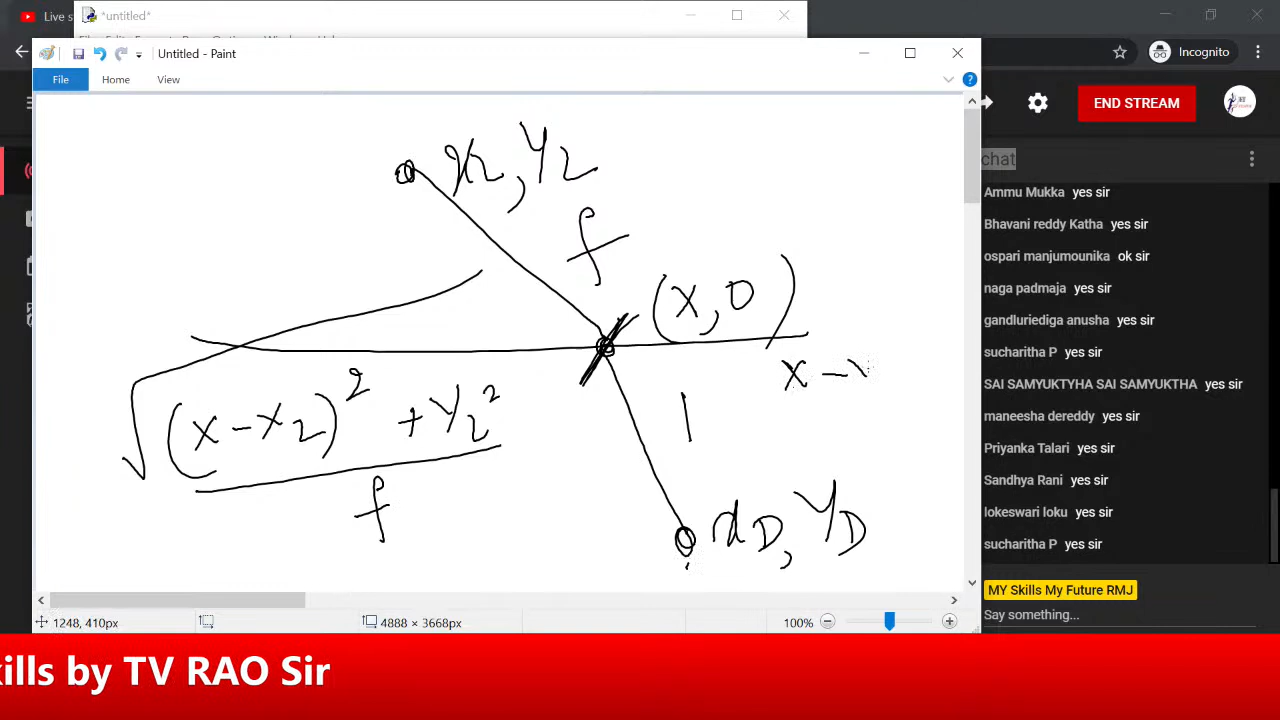 Live s
*untitled*
Incognito
Untitled - Paint
File
Home
View
END STREAM
chat
Ammu Mukka yes sir
Bhavani reddy Katha yes sir
ospari manjumounika ok sir
naga padmaja yes sir
gandluriediga anusha yes sir
sucharitha P yes sir
SAI SAMYUKTYHA SAI SAMYUKTHA yes sir
maneesha dereddy yes sir
Priyanka Talari yes sir
Sandhya Rani yes sir
lokeswari loku yes sir
sucharitha P yes sir
MY Skills My Future RMJ
Say something...
x2, y2
f
(x, 0)
x -
√(x-x2)² + y2²
f
1
D, yD
1248, 410px
4888 × 3668px
100%
kills by TV RAO Sir